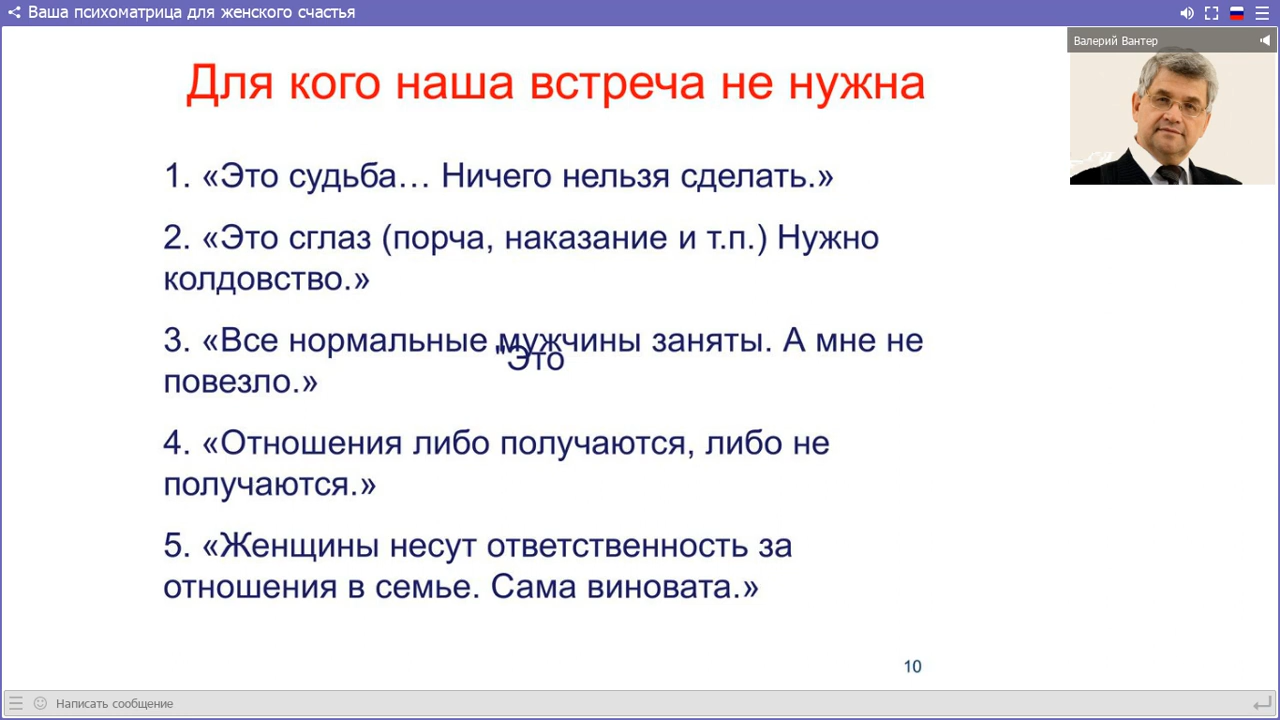 Ваша психоматрица для женского счастья
Валерий Вантер
Для кого наша встреча не нужна
1. «Это судьба… Ничего нельзя сделать.»
2. «Это сглаз (порча, наказание и т.п.) Нужно
колдовство.»
3. «Все нормальные мужчины заняты. А мне не
"Это
повезло.»
4. «Отношения либо получаются, либо не
получаются.»
5. «Женщины несут ответственность за
отношения в семье. Сама виновата.»
10
Написать сообщение